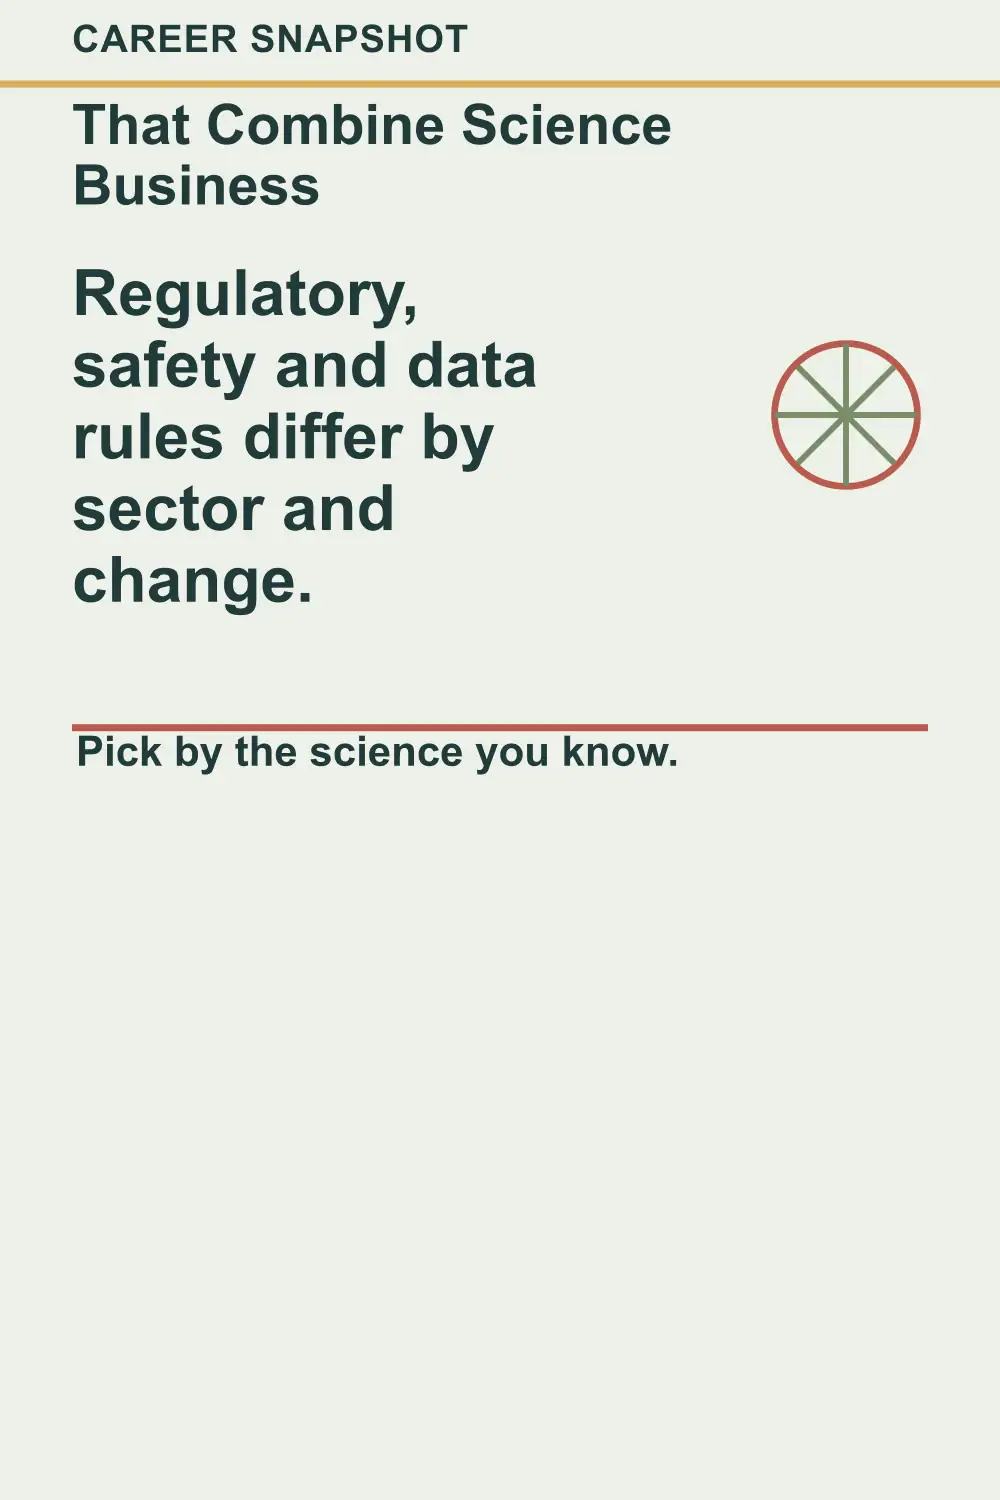 CAREER SNAPSHOT
That Combine Science
Business
Regulatory,
safety and data
rules differ by
sector and
change.
Pick by the science you know.